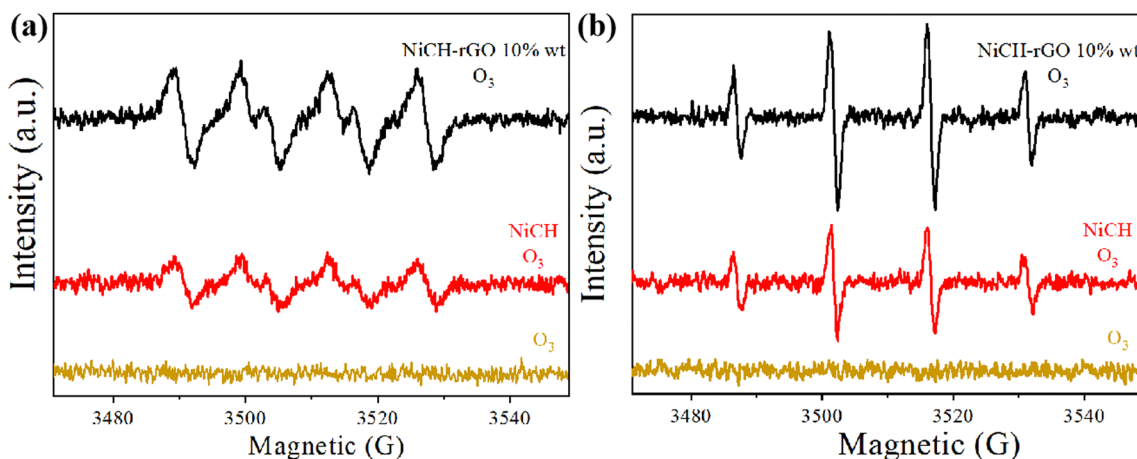 (a)
NiCH-rGO 10% wt
O₃
NiCH
O₃
O₃
Intensity (a.u.)
3480 3500 3520 3540
Magnetic (G)
(b)
NiCH-rGO 10% wt
O₃
NiCH
O₃
O₃
Intensity (a.u.)
3480 3500 3520 3540
Magnetic (G)